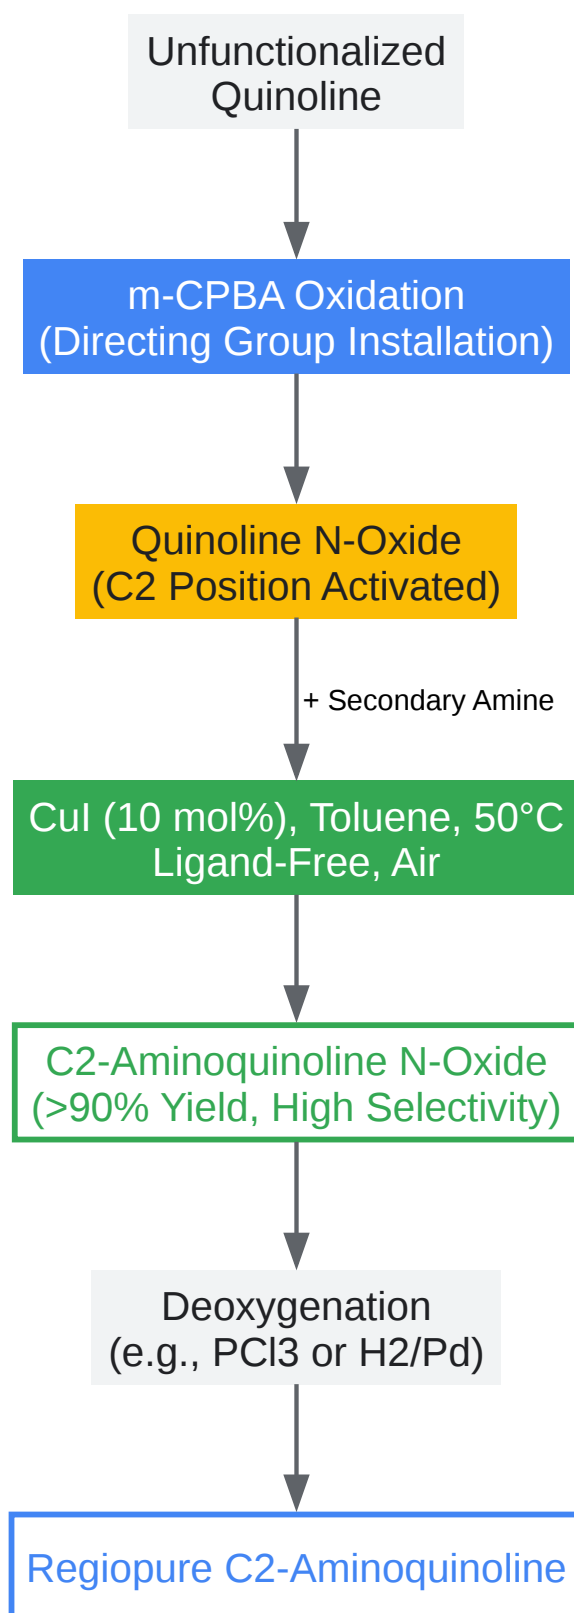 Unfunctionalized
Quinoline
m-CPBA Oxidation
(Directing Group Installation)
Quinoline N-Oxide
(C2 Position Activated)
+ Secondary Amine
CuI (10 mol%), Toluene, 50°C
Ligand-Free, Air
C2-Aminoquinoline N-Oxide
(>90% Yield, High Selectivity)
Deoxygenation
(e.g., PCl3 or H2/Pd)
Regiopure C2-Aminoquinoline